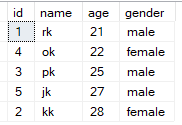 id name age gender
1 rk 21 male
4 ok 22 female
3 pk 25 male
5 jk 27 male
2 kk 28 female